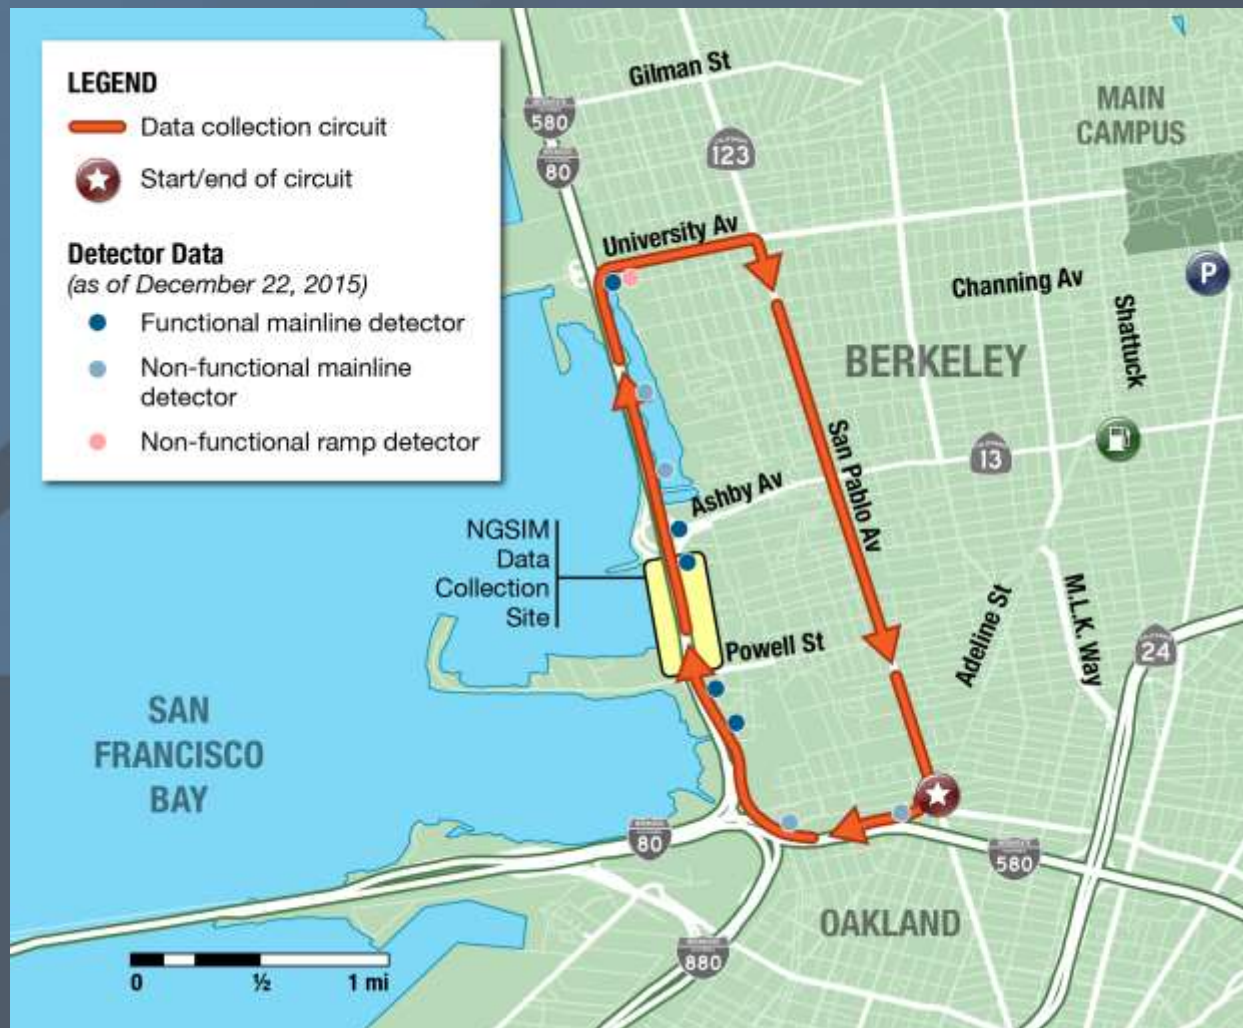 LEGEND
Data collection circuit
Start/end of circuit
Detector Data
(as of December 22, 2015)
Functional mainline detector
Non-functional mainline
detector
Non-functional ramp detector
Gilman St
580
80
CALIFORNIA
123
MAIN
CAMPUS
University Av
Channing Av
P
Shattuck
BERKELEY
San Pablo Av
13
Ashby Av
NGSIM
Data
Collection
Site
Powell St
Adeline St
M.L.K. Way
24
SAN
FRANCISCO
BAY
80
580
OAKLAND
880
0 ½ 1 mi